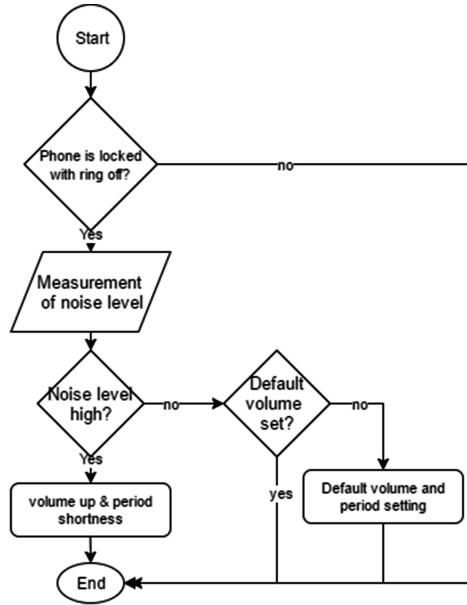 Start
Phone is locked
with ring off?
no
Yes
Measurement
of noise level
Noise level
high?
no
Default
volume
set?
no
Yes
yes
volume up & period
shortness
Default volume and
period setting
End